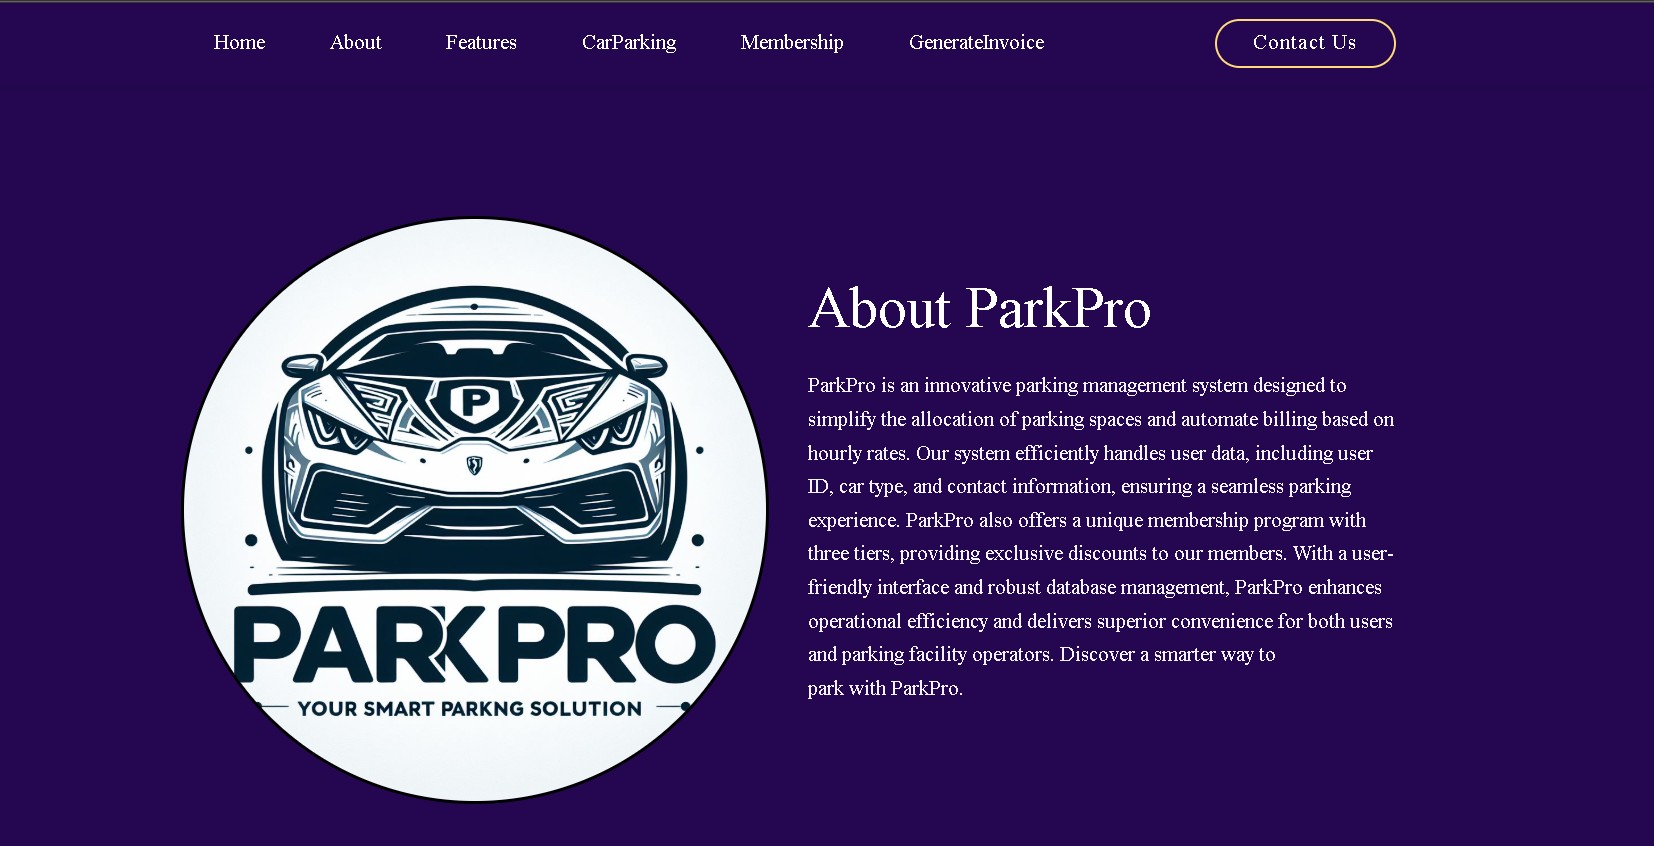 Home About Features CarParking Membership GenerateInvoice Contact Us
P
PARKPRO
YOUR SMART PARKNG SOLUTION
About ParkPro
ParkPro is an innovative parking management system designed to
simplify the allocation of parking spaces and automate billing based on
hourly rates. Our system efficiently handles user data, including user
ID, car type, and contact information, ensuring a seamless parking
experience. ParkPro also offers a unique membership program with
three tiers, providing exclusive discounts to our members. With a user-
friendly interface and robust database management, ParkPro enhances
operational efficiency and delivers superior convenience for both users
and parking facility operators. Discover a smarter way to
park with ParkPro.